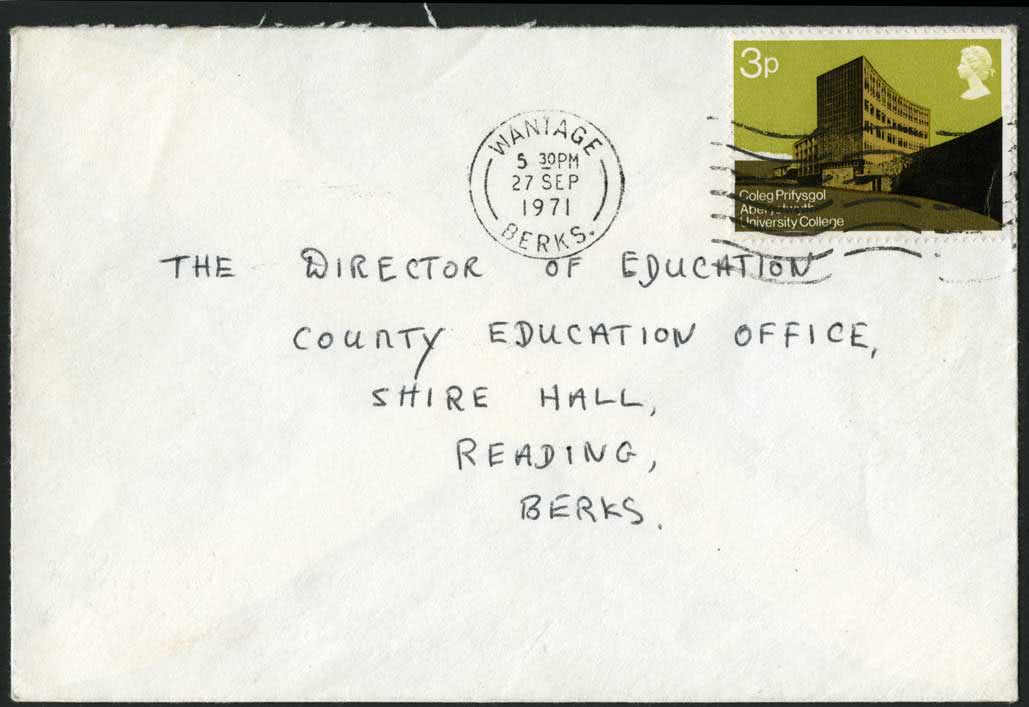 3p
Coleg Prifysgol
Aberystwyth
University College
WANTAGE
5 30PM
27 SEP
1971
BERKS.
THE DIRECTOR OF EDUCATION
COUNTY EDUCATION OFFICE,
SHIRE HALL,
READING,
BERKS.